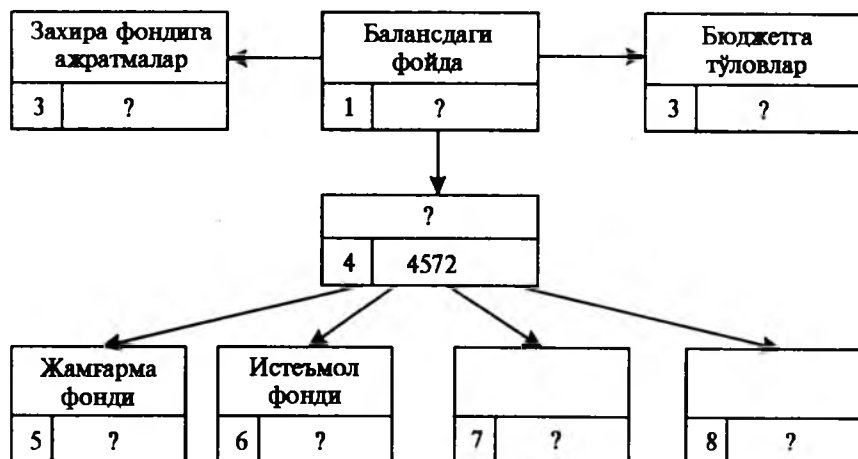 Захира фондига
ажратмалар
3 ?
Балансдаги
фойда
1 ?
Бюджетга
тўловлар
3 ?
?
4 4572
Жамғарма
фонди
5 ?
Истеъмол
фонди
6 ?
7 ?
8 ?